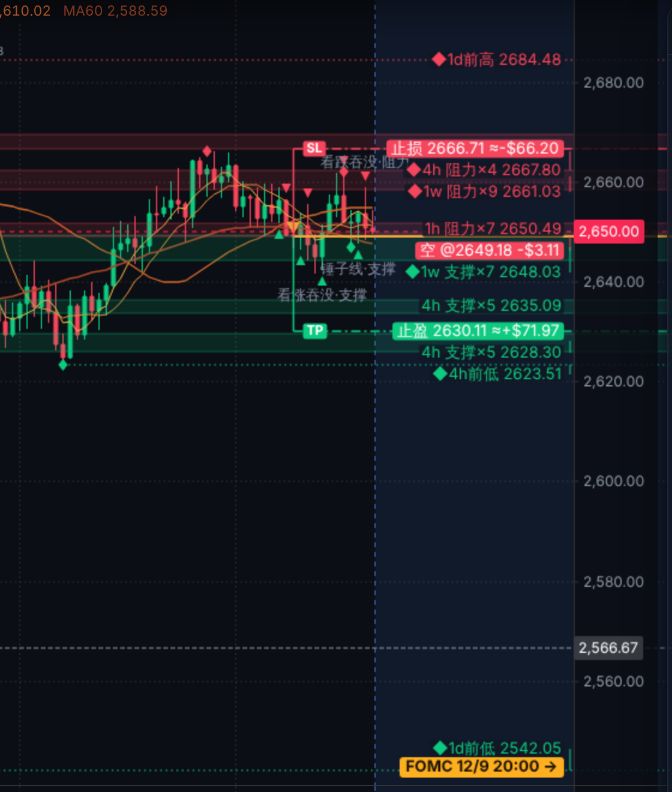 ,610.02 MA60 2,588.59
1d前高 2684.48
2,680.00
SL
止损 2666.71 ≈-$66.20
看跌吞没·阻力
4h 阻力×4 2667.80
1w 阻力×9 2661.03
2,660.00
1h 阻力×7 2650.49
2,650.00
空 @2649.18 -$3.11
锤子线·支撑
1w 支撑×7 2648.03
2,640.00
看涨吞没·支撑
4h 支撑×5 2635.09
TP
止盈 2630.11 ≈+$71.97
4h 支撑×5 2628.30
4h前低 2623.51
2,620.00
2,600.00
2,580.00
2,566.67
2,560.00
1d前低 2542.05
FOMC 12/9 20:00 →